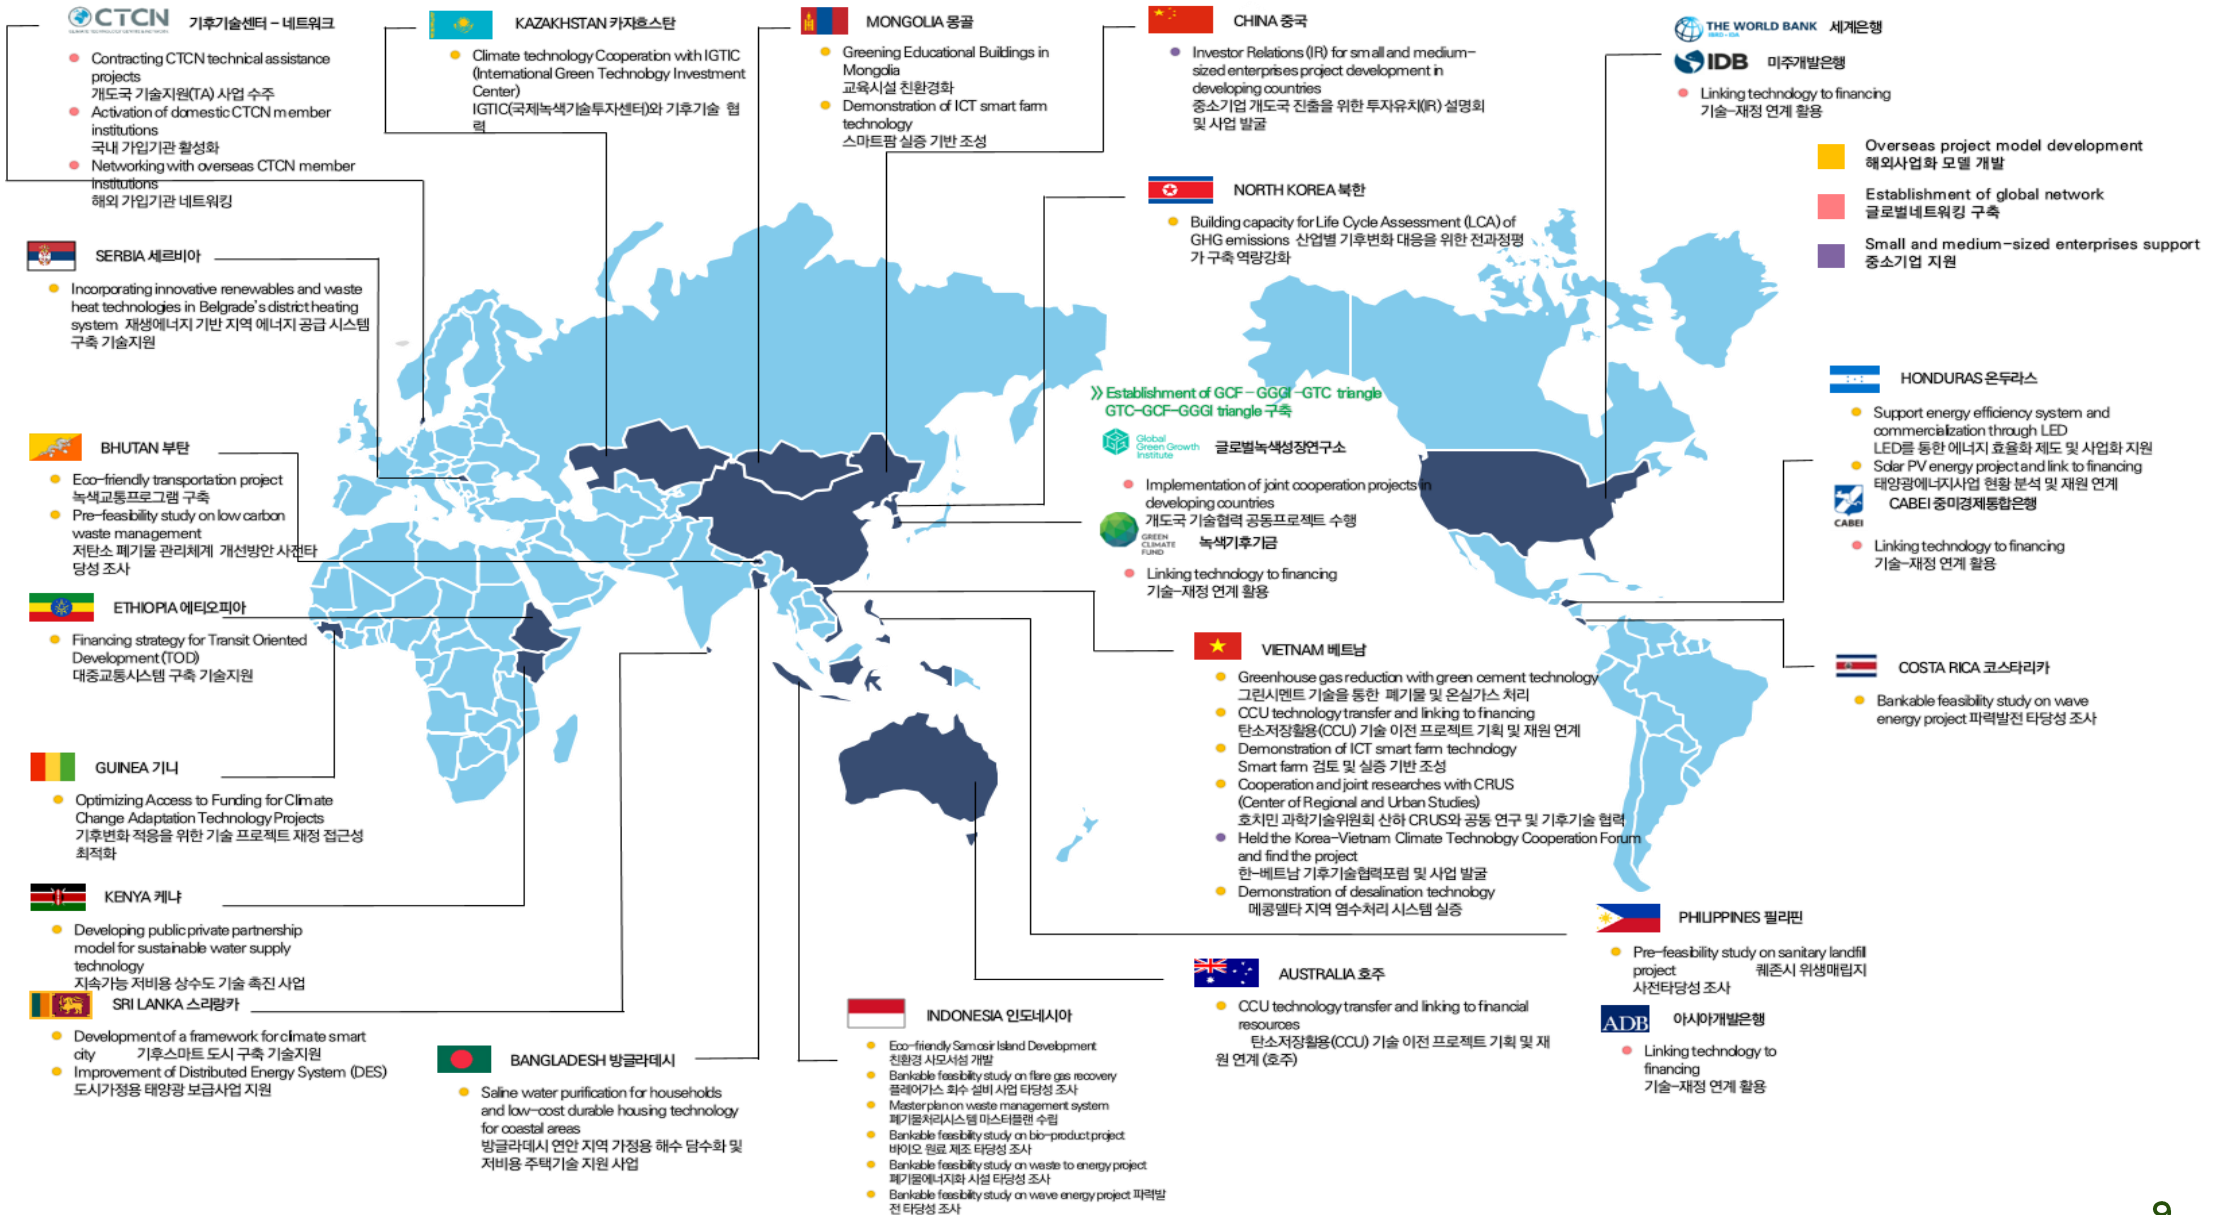 CTCN 기후기술센터 – 네트워크
Contracting CTCN technical assistance
projects
개도국 기술지원(TA) 사업 수주
Activation of domestic CTCN member
institutions
국내 가입기관 활성화
Networking with overseas CTCN member
institutions
해외 가입기관 네트워킹
KAZAKHSTAN 카자흐스탄
Climate technology Cooperation with IGTIC
(International Green Technology Investment
Center)
IGTIC(국제녹색기술투자센터)와 기후기술 협
력
MONGOLIA 몽골
Greening Educational Buildings in
Mongolia
교육시설 친환경화
Demonstration of ICT smart farm
technology
스마트팜 실증 기반 조성
CHINA 중국
Investor Relations (IR) for small and medium-
sized enterprises project development in
developing countries
중소기업 개도국 진출을 위한 투자유치(IR) 설명회
및 사업 발굴
THE WORLD BANK 세계은행
IBRD • IDA
IDB 미주개발은행
Linking technology to financing
기술–재정 연계 활용
Overseas project model development
해외사업화 모델 개발
Establishment of global network
글로벌네트워킹 구축
Small and medium–sized enterprises support
중소기업 지원
NORTH KOREA 북한
Building capacity for Life Cycle Assessment (LCA) of
GHG emissions 산업별 기후변화 대응을 위한 전과정평
가 구축 역량강화
SERBIA 세르비아
Incorporating innovative renewables and waste
heat technologies in Belgrade's district heating
system 재생에너지 기반 지역 에너지 공급 시스템
구축 기술지원
BHUTAN 부탄
Eco–friendly transportation project
녹색교통프로그램 구축
Pre–feasibility study on low carbon
waste management
저탄소 폐기물 관리체계 개선방안 사전타
당성 조사
ETHIOPIA 에티오피아
Financing strategy for Transit Oriented
Development (TOD)
대중교통시스템 구축 기술지원
GUINEA 기니
Optimizing Access to Funding for Climate
Change Adaptation Technology Projects
기후변화 적응을 위한 기술 프로젝트 재정 접근성
최적화
KENYA 케냐
Developing public private partnership
model for sustainable water supply
technology
지속가능 저비용 상수도 기술 촉진 사업
SRI LANKA 스리랑카
Development of a framework for climate smart
city 기후스마트 도시 구축 기술지원
Improvement of Distributed Energy System (DES)
도시가정용 태양광 보급사업 지원
BANGLADESH 방글라데시
Saline water purification for households
and low–cost durable housing technology
for coastal areas
방글라데시 연안 지역 가정용 해수 담수화 및
저비용 주택기술 지원 사업
INDONESIA 인도네시아
Eco–friendly Samosir Island Development
친환경 사모서섬 개발
Bankable feasibility study on flare gas recovery
플레어가스 회수 설비 사업 타당성 조사
Master plan on waste management system
폐기물처리시스템 마스터플랜 수립
Bankable feasibility study on bio–product project
바이오 원료 제조 타당성 조사
Bankable feasibility study on waste to energy project
폐기물에너지화 시설 타당성 조사
Bankable feasibility study on wave energy project 파력발
전 타당성 조사
Establishment of GCF – GGGI –GTC triangle
GTC–GCF–GGGI triangle 구축
Global
Green Growth
Institute
글로벌녹색성장연구소
Implementation of joint cooperation projects in
developing countries
개도국 기술협력 공동프로젝트 수행
GREEN
CLIMATE
FUND
녹색기후기금
Linking technology to financing
기술–재정 연계 활용
VIETNAM 베트남
Greenhouse gas reduction with green cement technology
그린시멘트 기술을 통한 폐기물 및 온실가스 처리
CCU technology transfer and linking to financing
탄소저장활용(CCU) 기술 이전 프로젝트 기획 및 재원 연계
Demonstration of ICT smart farm technology
Smart farm 검토 및 실증 기반 조성
Cooperation and joint researches with CRUS
(Center of Regional and Urban Studies)
호치민 과학기술위원회 산하 CRUS와 공동 연구 및 기후기술 협력
Held the Korea–Vietnam Climate Technology Cooperation Forum
and find the project
한–베트남 기후기술협력포럼 및 사업 발굴
Demonstration of desalination technology
메콩델타 지역 염수처리 시스템 실증
AUSTRALIA 호주
CCU technology transfer and linking to financial
resources
탄소저장활용(CCU) 기술 이전 프로젝트 기획 및 재
원 연계 (호주)
HONDURAS 온두라스
Support energy efficiency system and
commercialization through LED
LED를 통한 에너지 효율화 제도 및 사업화 지원
Solar PV energy project and link to financing
태양광에너지사업 현황 분석 및 재원 연계
CABEI 중미경제통합은행
CABEI
Linking technology to financing
기술–재정 연계 활용
COSTA RICA 코스타리카
Bankable feasibility study on wave
energy project 파력발전 타당성 조사
PHILIPPINES 필리핀
Pre–feasibility study on sanitary landfill
project 퀘존시 위생매립지
사전타당성 조사
ADB 아시아개발은행
Linking technology to
financing
기술–재정 연계 활용
9